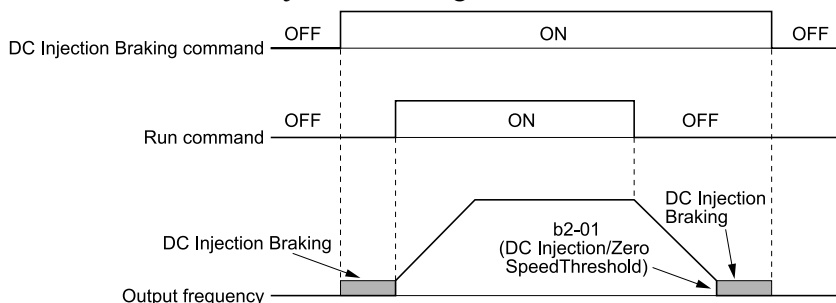 OFF
ON
OFF
DC Injection Braking command
OFF
ON
OFF
Run command
DC Injection
Braking
b2-01
(DC Injection/Zero
SpeedThreshold)
DC Injection Braking
Output frequency